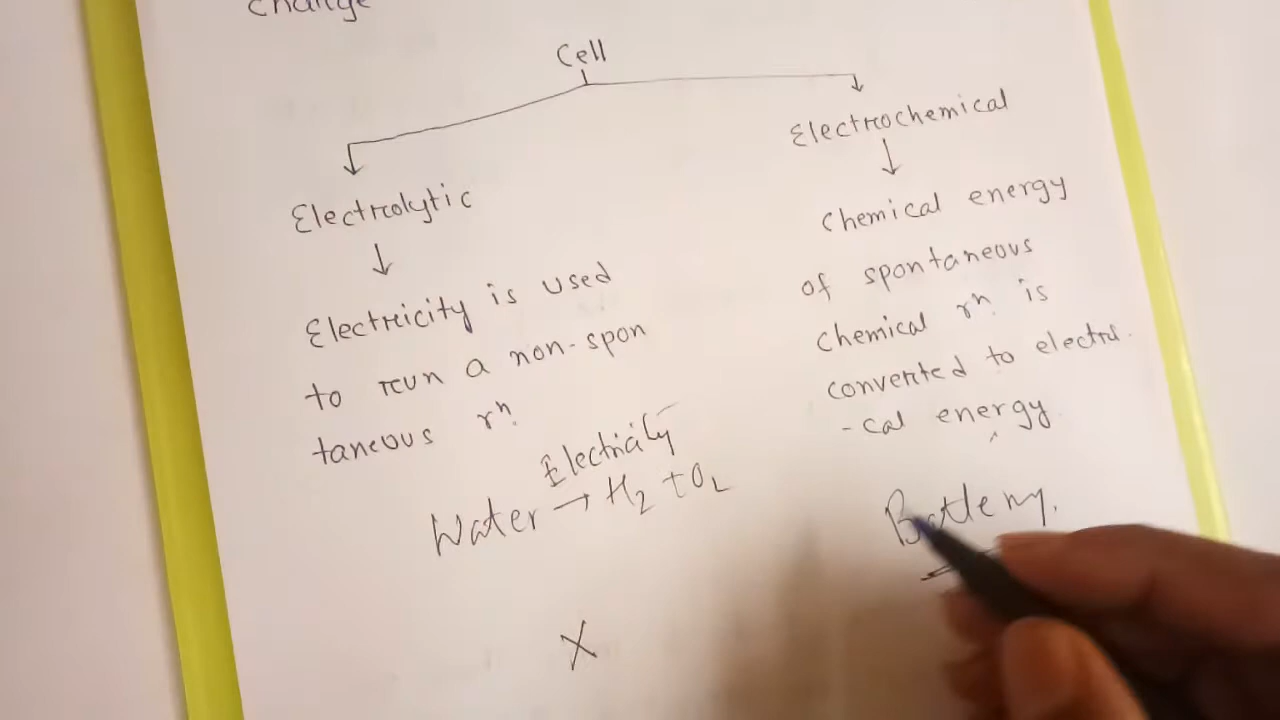 change
Cell
Electrolytic
Electricity is used
to run a non-spon
taneous rⁿ.
Electricity
Water → H₂ + O₂
X
Electrochemical
Chemical energy
of spontaneous
chemical rⁿ. is
converted to electri.
-cal energy
Battery.